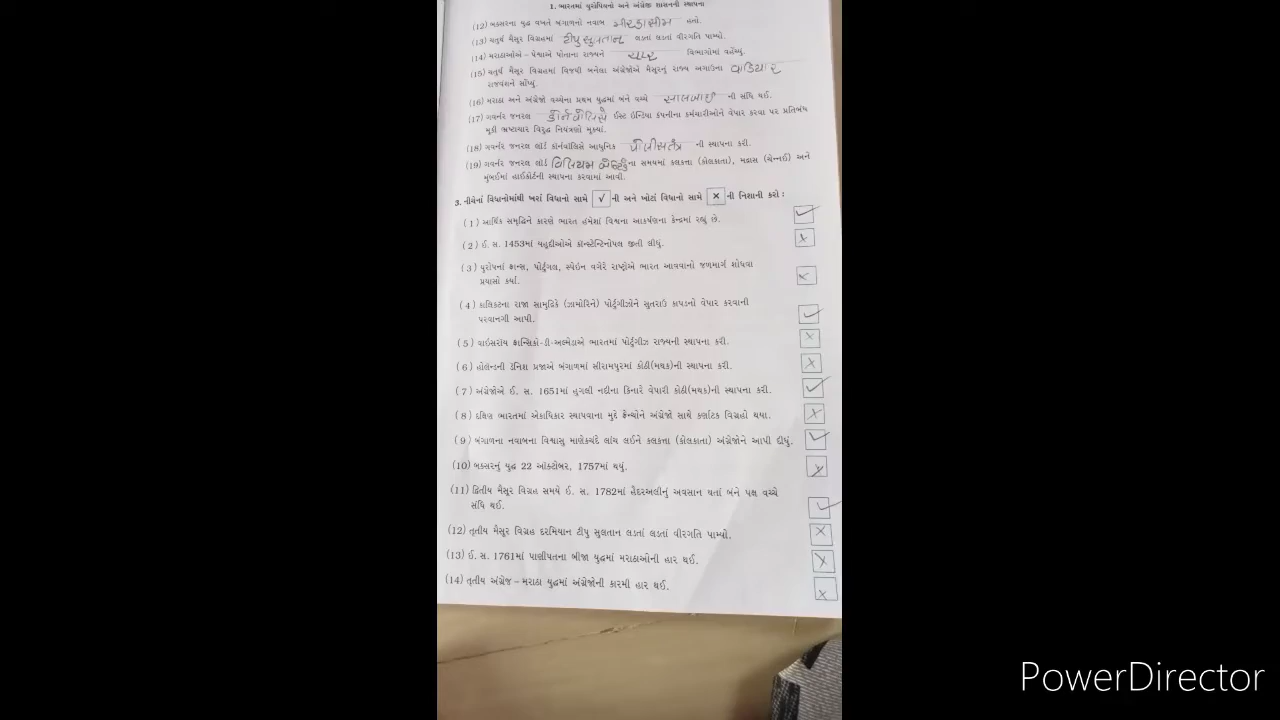 1. ભારતમાં યુરોપિયનો અને અંગ્રેજી શાસનની સ્થાપના
(12) બક્સરના યુદ્ધ વખતે બંગાળનો નવાબ મીરકાસીમ હતો.
(13) ચતુર્થ મૈસૂર વિગ્રહમાં ટીપુ સુલતાન લડતાં લડતાં વીરગતિ પામ્યો.
(14) મરાઠાઓએ – પેશ્વાએ પોતાના રાજ્યને ચાર વિભાગોમાં વહેંચ્યું.
(15) ચતુર્થ મૈસૂર વિગ્રહમાં વિજયી બનેલા અંગ્રેજોએ મૈસૂરનું રાજ્ય અગાઉના વાડિયાર
રાજવંશને સોંપ્યું.
(16) મરાઠા અને અંગ્રેજો વચ્ચેના પ્રથમ યુદ્ધમાં બંને વચ્ચે સાલબાઈ ની સંધિ થઈ.
(17) ગવર્નર જનરલ કૉર્નવૉલિસે ઈસ્ટ ઇન્ડિયા કંપનીના કર્મચારીઓને વેપાર કરવા પર પ્રતિબંધ
મૂકી ભ્રષ્ટાચાર વિરુદ્ધ નિયંત્રણો મૂક્યાં.
(18) ગવર્નર જનરલ લૉર્ડ કૉર્નવૉલિસે આધુનિક પોલીસતંત્ર ની સ્થાપના કરી.
(19) ગવર્નર જનરલ લૉર્ડ વિલિયમ બેન્ટિંકના સમયમાં કલકત્તા (કોલકાતા), મદ્રાસ (ચેન્નઈ) અને
મુંબઈમાં હાઈકોર્ટની સ્થાપના કરવામાં આવી.
3. નીચેનાં વિધાનોમાંથી ખરાં વિધાનો સામે √ ની અને ખોટાં વિધાનો સામે × ની નિશાની કરો :
(1) આર્થિક સમૃદ્ધિને કારણે ભારત હંમેશાં વિશ્વના આકર્ષણના કેન્દ્રમાં રહ્યું છે. ✓
(2) ઈ. સ. 1453માં યહૂદીઓએ કૉન્સ્ટેન્ટિનોપલ જીતી લીધું. ×
(3) યુરોપનાં ફ્રાન્સ, પોર્ટુગલ, સ્પેઇન વગેરે રાષ્ટ્રોએ ભારત આવવાનો જળમાર્ગ શોધવા
પ્રયાસો કર્યા. ×
(4) કાલિકટના રાજા સામુદ્રિકે (ઝામોરિને) પોર્ટુગીઝોને સુતરાઉ કાપડનો વેપાર કરવાની
પરવાનગી આપી. ✓
(5) વાઇસરૉય ફ્રાન્સિકો-ડી-અલ્મેડાએ ભારતમાં પોર્ટુગીઝ રાજ્યની સ્થાપના કરી. ×
(6) હોલૅન્ડની ડેનિશ પ્રજાએ બંગાળમાં સીરામપુરમાં કોઠી(મથક)ની સ્થાપના કરી. ×
(7) અંગ્રેજોએ ઈ. સ. 1651માં હુગલી નદીના કિનારે વેપારી કોઠી(મથક)ની સ્થાપના કરી. ✓
(8) દક્ષિણ ભારતમાં એકાધિકાર સ્થાપવાના મુદ્દે ફ્રેન્ચોને અંગ્રેજો સાથે કર્ણાટક વિગ્રહો થયા. ×
(9) બંગાળના નવાબના વિશ્વાસુ માણેકચંદે લાંચ લઈને કલકત્તા (કોલકાતા) અંગ્રેજોને આપી દીધું. ✓
(10) બક્સરનું યુદ્ધ 22 ઑક્ટોબર, 1757માં થયું. ×
(11) દ્વિતીય મૈસૂર વિગ્રહ સમયે ઈ. સ. 1782માં હૈદરઅલીનું અવસાન થતાં બંને પક્ષ વચ્ચે
સંધિ થઈ. ✓
(12) તૃતીય મૈસૂર વિગ્રહ દરમિયાન ટીપુ સુલતાન લડતાં લડતાં વીરગતિ પામ્યો. ×
(13) ઈ. સ. 1761માં પાણીપતના બીજા યુદ્ધમાં મરાઠાઓની હાર થઈ. ×
(14) તૃતીય અંગ્રેજ – મરાઠા યુદ્ધમાં અંગ્રેજોની કારમી હાર થઈ. ×
PowerDirector